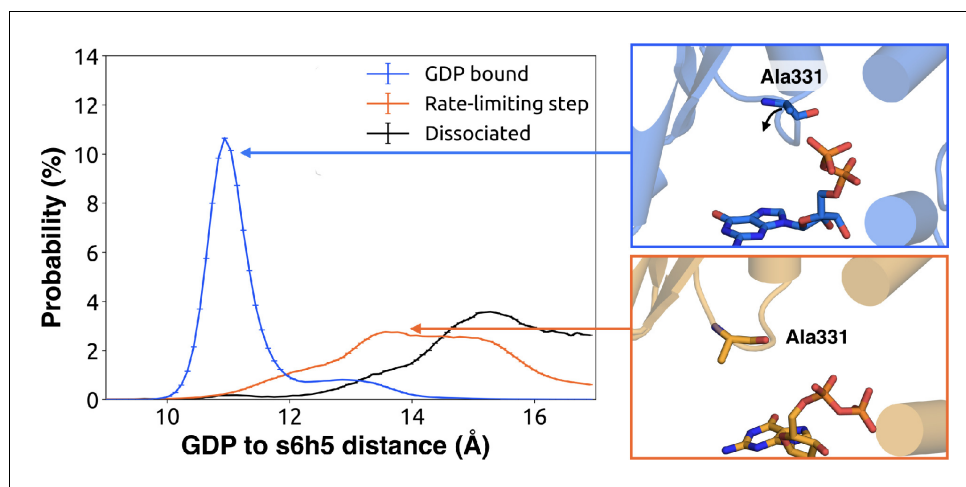 14
12
10
8
6
4
2
0
Probability (%)
GDP bound
Rate-limiting step
Dissociated
10
12
14
16
GDP to s6h5 distance (Å)
Ala331
Ala331